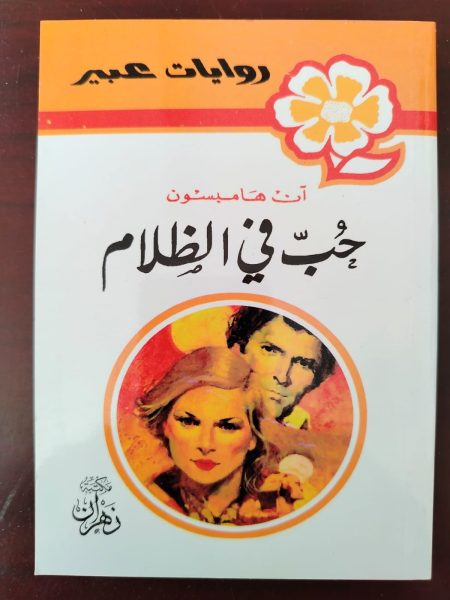 روايات عبير
آن هامبسون
حُبّ في الظلام
مكتبة
زهران